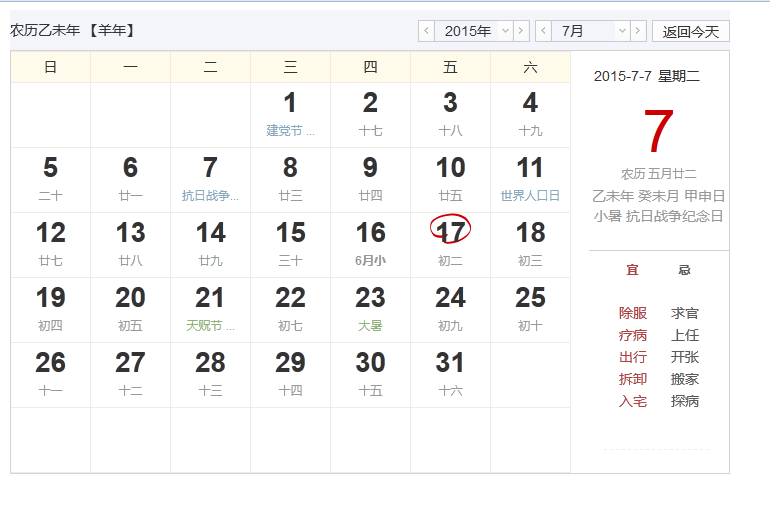 农历乙未年 【羊年】
2015年
7月
返回今天
日 一 二 三 四 五 六
1 2 3 4
建党节 ... 十七 十八 十九
5 6 7 8 9 10 11
二十 廿一 抗日战争... 廿三 廿四 廿五 世界人口日
12 13 14 15 16 17 18
廿七 廿八 廿九 三十 6月小 初二 初三
19 20 21 22 23 24 25
初四 初五 天贶节 ... 初七 大暑 初九 初十
26 27 28 29 30 31
十一 十二 十三 十四 十五 十六
2015-7-7 星期二
7
农历 五月廿二
乙未年 癸未月 甲申日
小暑 抗日战争纪念日
宜 忌
除服 求官
疗病 上任
出行 开张
拆卸 搬家
入宅 探病